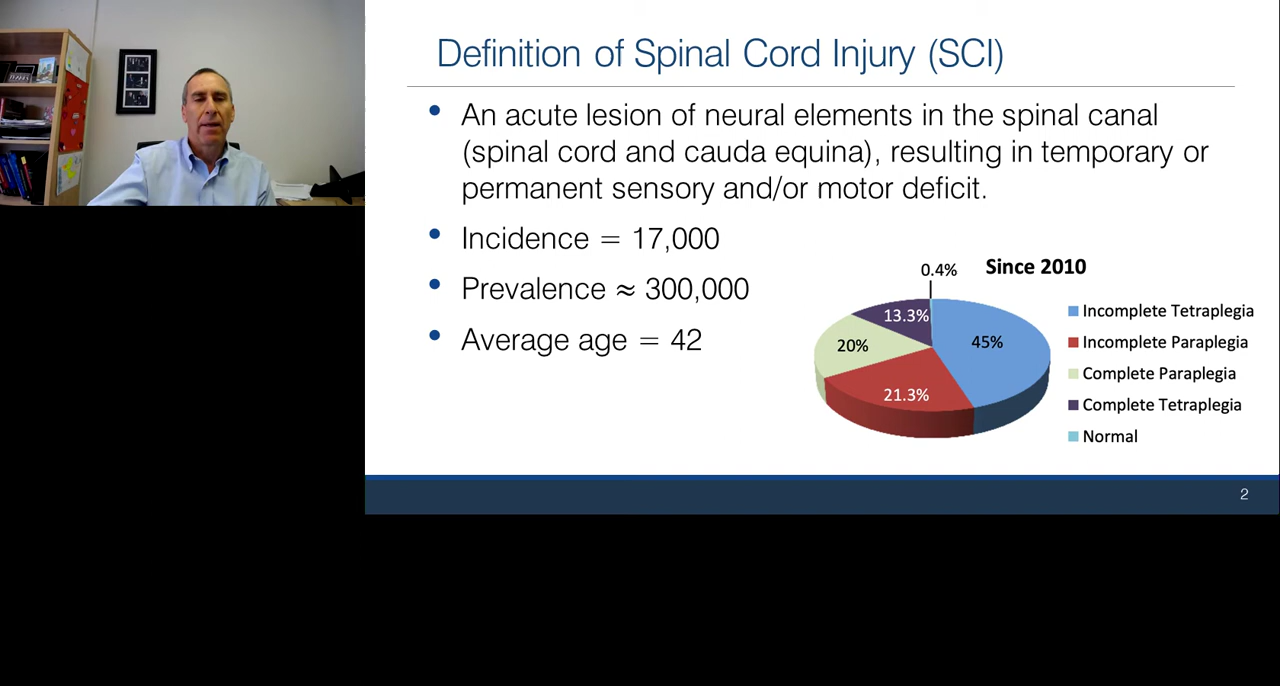 Definition of Spinal Cord Injury (SCI)
• An acute lesion of neural elements in the spinal canal
(spinal cord and cauda equina), resulting in temporary or
permanent sensory and/or motor deficit.
• Incidence = 17,000
• Prevalence ≈ 300,000
• Average age = 42
Since 2010
0.4%
13.3%
45%
20%
21.3%
Incomplete Tetraplegia
Incomplete Paraplegia
Complete Paraplegia
Complete Tetraplegia
Normal
2